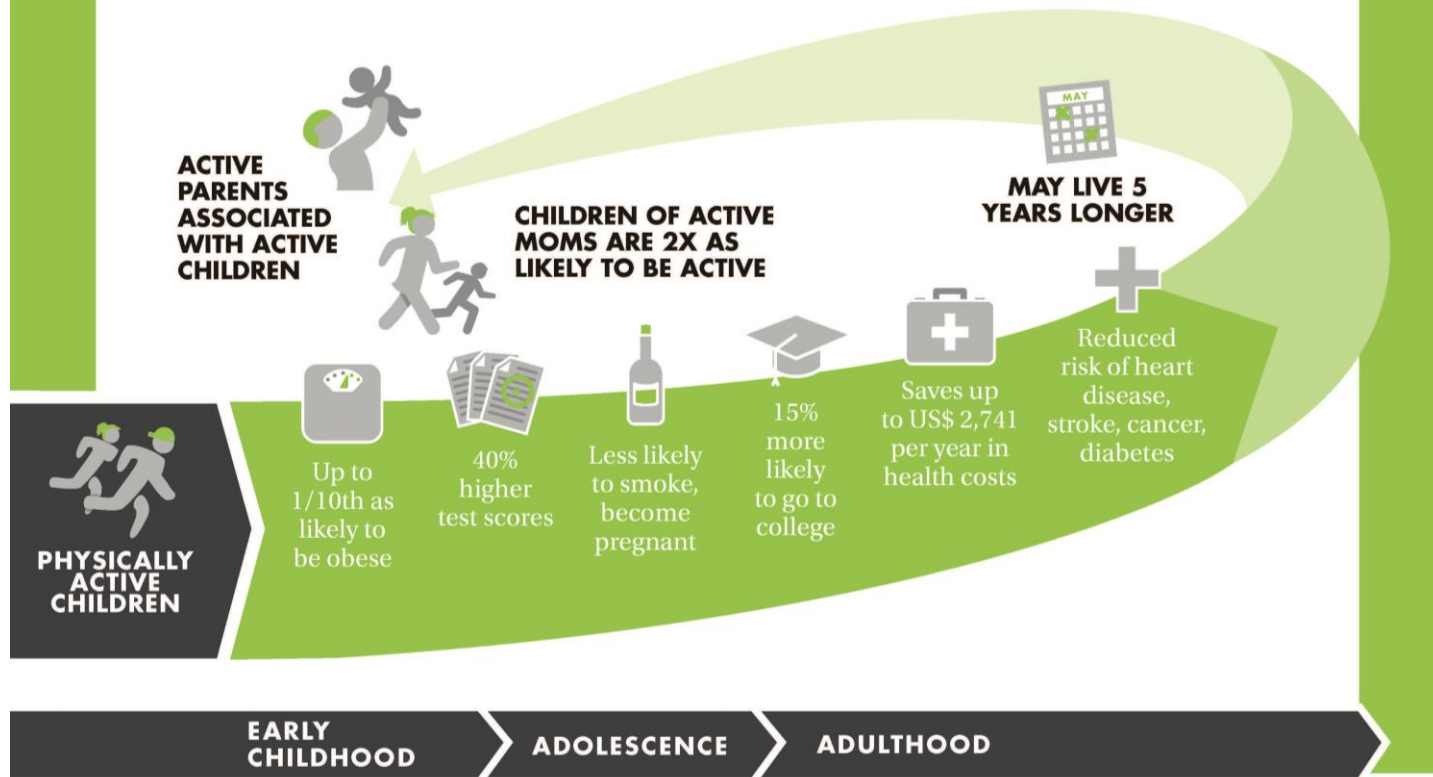 ACTIVE
PARENTS
ASSOCIATED
WITH ACTIVE
CHILDREN
CHILDREN OF ACTIVE
MOMS ARE 2X AS
LIKELY TO BE ACTIVE
MAY
MAY LIVE 5
YEARS LONGER
PHYSICALLY
ACTIVE
CHILDREN
Up to
1/10th as
likely to
be obese
40%
higher
test scores
Less likely
to smoke,
become
pregnant
15%
more
likely
to go to
college
Saves up
to US$ 2,741
per year in
health costs
Reduced
risk of heart
disease,
stroke, cancer,
diabetes
EARLY
CHILDHOOD
ADOLESCENCE
ADULTHOOD